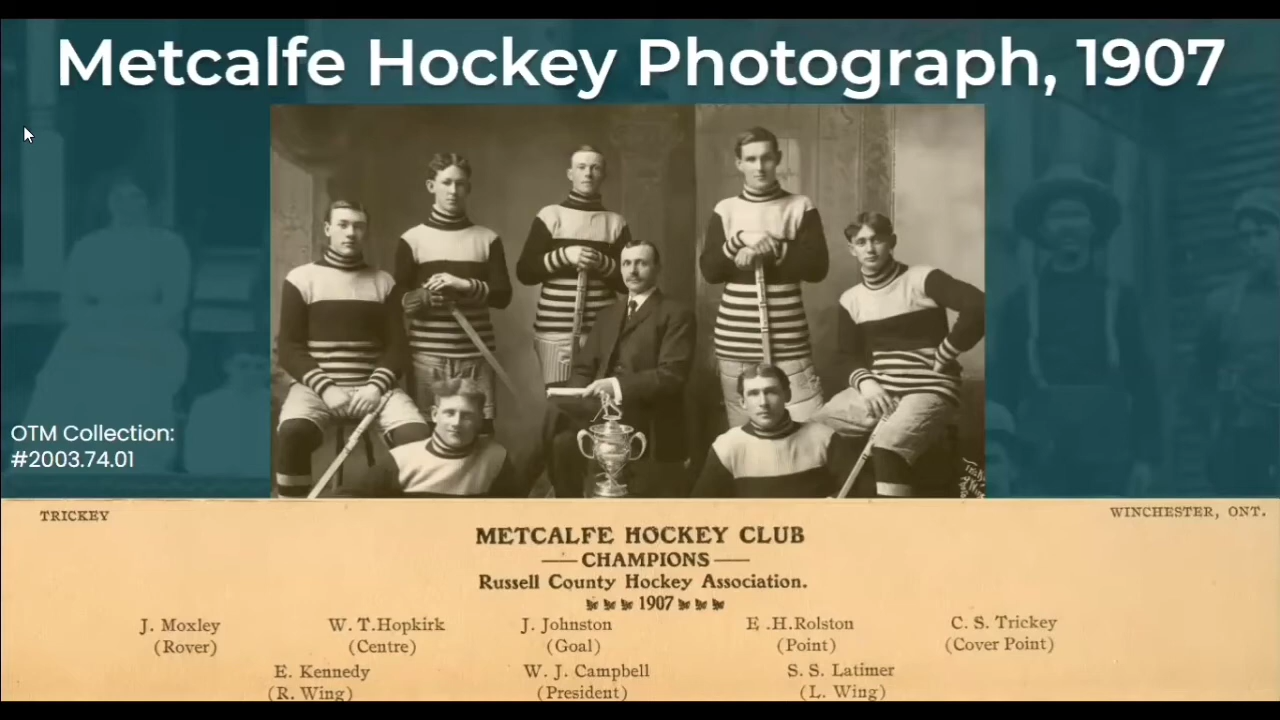 Metcalfe Hockey Photograph, 1907
OTM Collection:
#2003.74.01
TRICKEY
WINCHESTER, ONT.
METCALFE HOCKEY CLUB
CHAMPIONS
Russell County Hockey Association.
1907
J. Moxley W. T.Hopkirk J. Johnston E .H.Rolston C. S. Trickey
(Rover) (Centre) (Goal) (Point) (Cover Point)
E. Kennedy W. J. Campbell S. S. Latimer
(R. Wing) (President) (L. Wing)